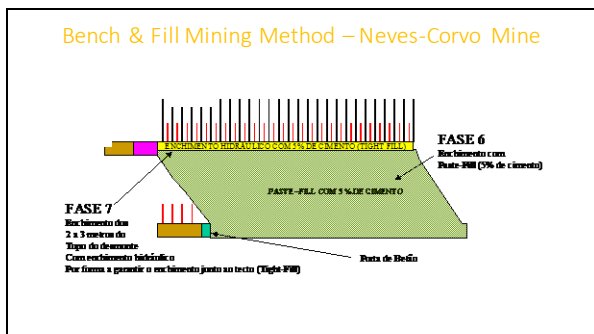 Bench & Fill Mining Method – Neves-Corvo Mine
ENCHIMENTO HIDRAULICO COM 5% DE CIMENTO (TIGHT FILL)
FASE 6
Enchimento com
Paste-Fill (5% de cimento)
PASTE-FILL COM 5 % DE CIMENTO
FASE 7
Enchimento dos
2 a 3 metros do
Topo do desmonte
Com enchimento hidráulico
Por forma a garantir o enchimento junto ao tecto (Tight-Fill)
Porta de Betão